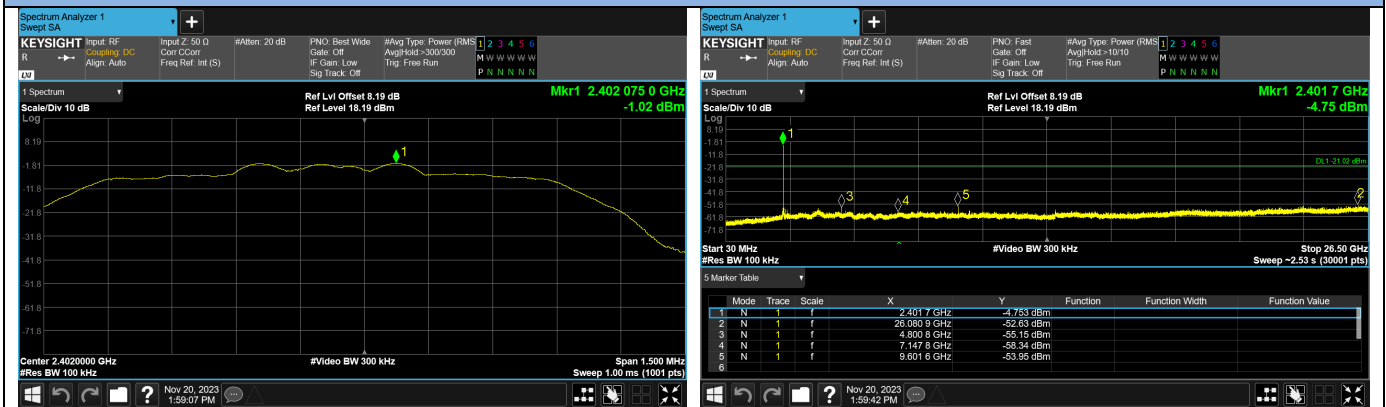 Spectrum Analyzer 1
Swept SA
KEYSIGHT
R
LXI
Input: RF
Coupling: DC
Align: Auto
Input Z: 50 Ω
Corr CCorr
Freq Ref: Int (S)
#Atten: 20 dB
PNO: Best Wide
Gate: Off
IF Gain: Low
Sig Track: Off
#Avg Type: Power (RMS
Avg|Hold:>300/300
Trig: Free Run
1 2 3 4 5 6
M W W W W W
P N N N N N
1 Spectrum
Scale/Div 10 dB
Log
Ref Lvl Offset 8.19 dB
Ref Level 18.19 dBm
Mkr1 2.402 075 0 GHz
-1.02 dBm
8.19
-1.81
-11.8
-21.8
-31.8
-41.8
-51.8
-61.8
-71.8
1
Center 2.4020000 GHz
#Res BW 100 kHz
#Video BW 300 kHz
Span 1.500 MHz
Sweep 1.00 ms (1001 pts)
?
Nov 20, 2023
1:59:07 PM
Spectrum Analyzer 1
Swept SA
KEYSIGHT
R
LXI
Input: RF
Coupling: DC
Align: Auto
Input Z: 50 Ω
Corr CCorr
Freq Ref: Int (S)
#Atten: 20 dB
PNO: Fast
Gate: Off
IF Gain: Low
Sig Track: Off
#Avg Type: Power (RMS
Avg|Hold:>10/10
Trig: Free Run
1 2 3 4 5 6
M W W W W W
P N N N N N
1 Spectrum
Scale/Div 10 dB
Log
Ref Lvl Offset 8.19 dB
Ref Level 18.19 dBm
Mkr1 2.401 7 GHz
-4.75 dBm
8.19
-1.81
-11.8
-21.8
-31.8
-41.8
-51.8
-61.8
-71.8
1
DL1 -21.02 dBm
3
4
5
2
Start 30 MHz
#Res BW 100 kHz
#Video BW 300 kHz
Stop 26.50 GHz
Sweep ~2.53 s (30001 pts)
5 Marker Table
Mode Trace Scale X Y Function Function Width Function Value
1 N 1 f 2.401 7 GHz -4.753 dBm
2 N 1 f 26.080 9 GHz -52.63 dBm
3 N 1 f 4.800 8 GHz -55.15 dBm
4 N 1 f 7.147 8 GHz -58.34 dBm
5 N 1 f 9.601 6 GHz -53.95 dBm
6
?
Nov 20, 2023
1:59:42 PM